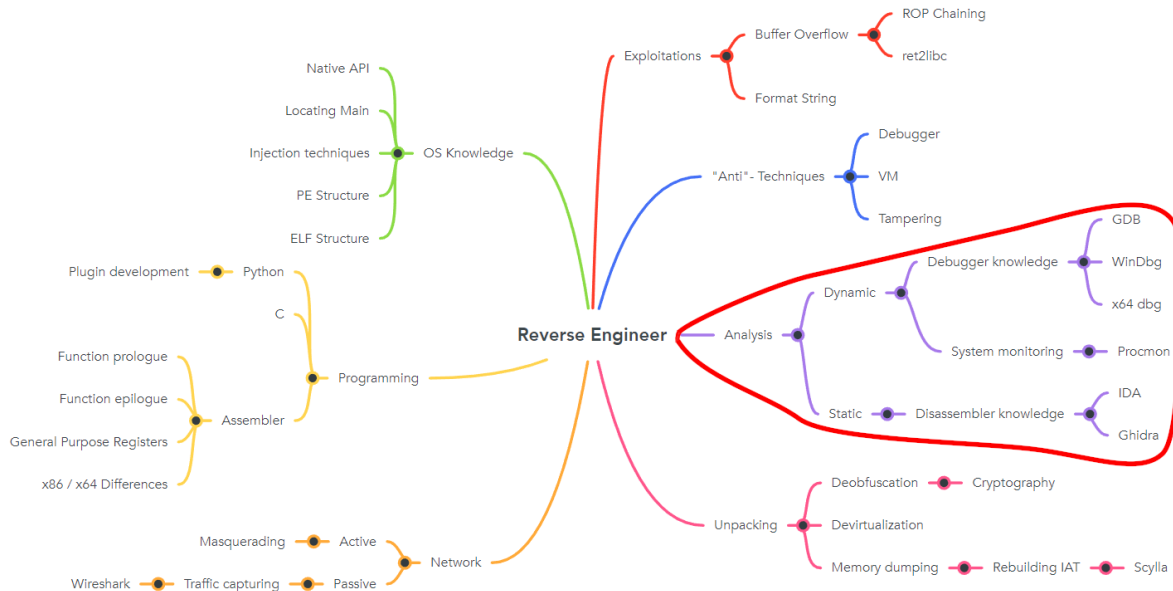 ROP Chaining
Buffer Overflow
Exploitations
ret2libc
Format String
Native API
Locating Main
Injection techniques
OS Knowledge
PE Structure
ELF Structure
Debugger
"Anti"- Techniques
VM
Tampering
Plugin development
Python
C
Function prologue
Programming
Function epilogue
Assembler
General Purpose Registers
x86 / x64 Differences
Reverse Engineer
Analysis
Dynamic
Debugger knowledge
GDB
WinDbg
x64 dbg
System monitoring
Procmon
Static
Disassembler knowledge
IDA
Ghidra
Unpacking
Deobfuscation
Cryptography
Devirtualization
Memory dumping
Rebuilding IAT
Scylla
Masquerading
Active
Network
Wireshark
Traffic capturing
Passive